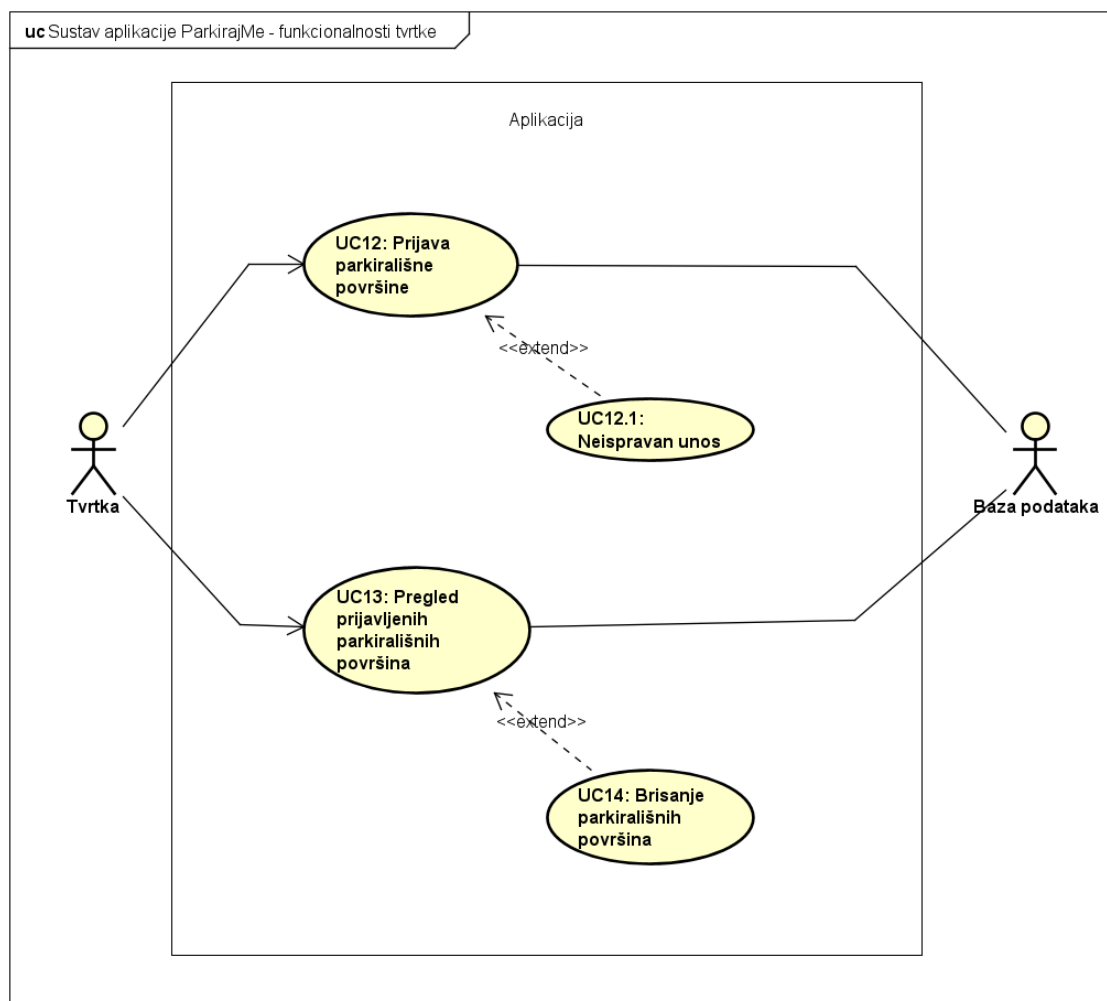 uc Sustav aplikacije ParkirajMe - funkcionalnosti tvrtke
Aplikacija
UC12: Prijava
parkirališne
površine
<<extend>>
UC12.1:
Neispravan unos
Tvrtka
Baza podataka
UC13: Pregled
prijavljenih
parkirališnih
površina
<<extend>>
UC14: Brisanje
parkirališnih
površina